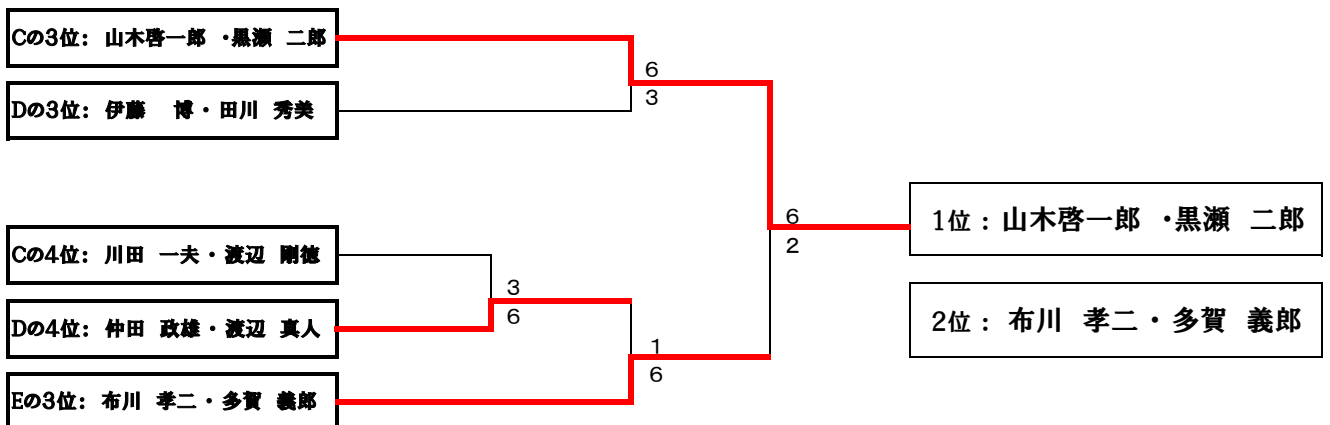 Cの3位: 山木啓一郎 ・黒瀬 二郎
6
3
Dの3位: 伊藤 博・田川 秀美
6
2
1位 : 山木啓一郎 ・黒瀬 二郎
Cの4位: 川田 一夫・渡辺 剛徳
3
6
2位 : 布川 孝二・多賀 義郎
Dの4位: 仲田 政雄・渡辺 真人
1
6
Eの3位: 布川 孝二・多賀 義郎